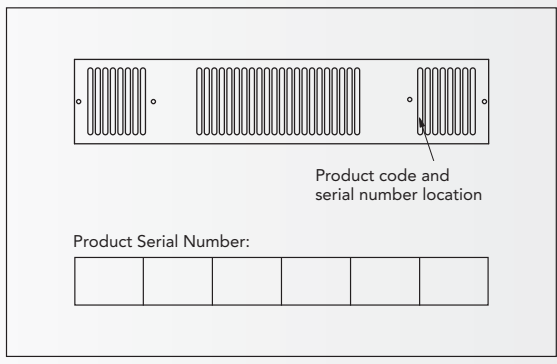 Product code and
serial number location
Product Serial Number: